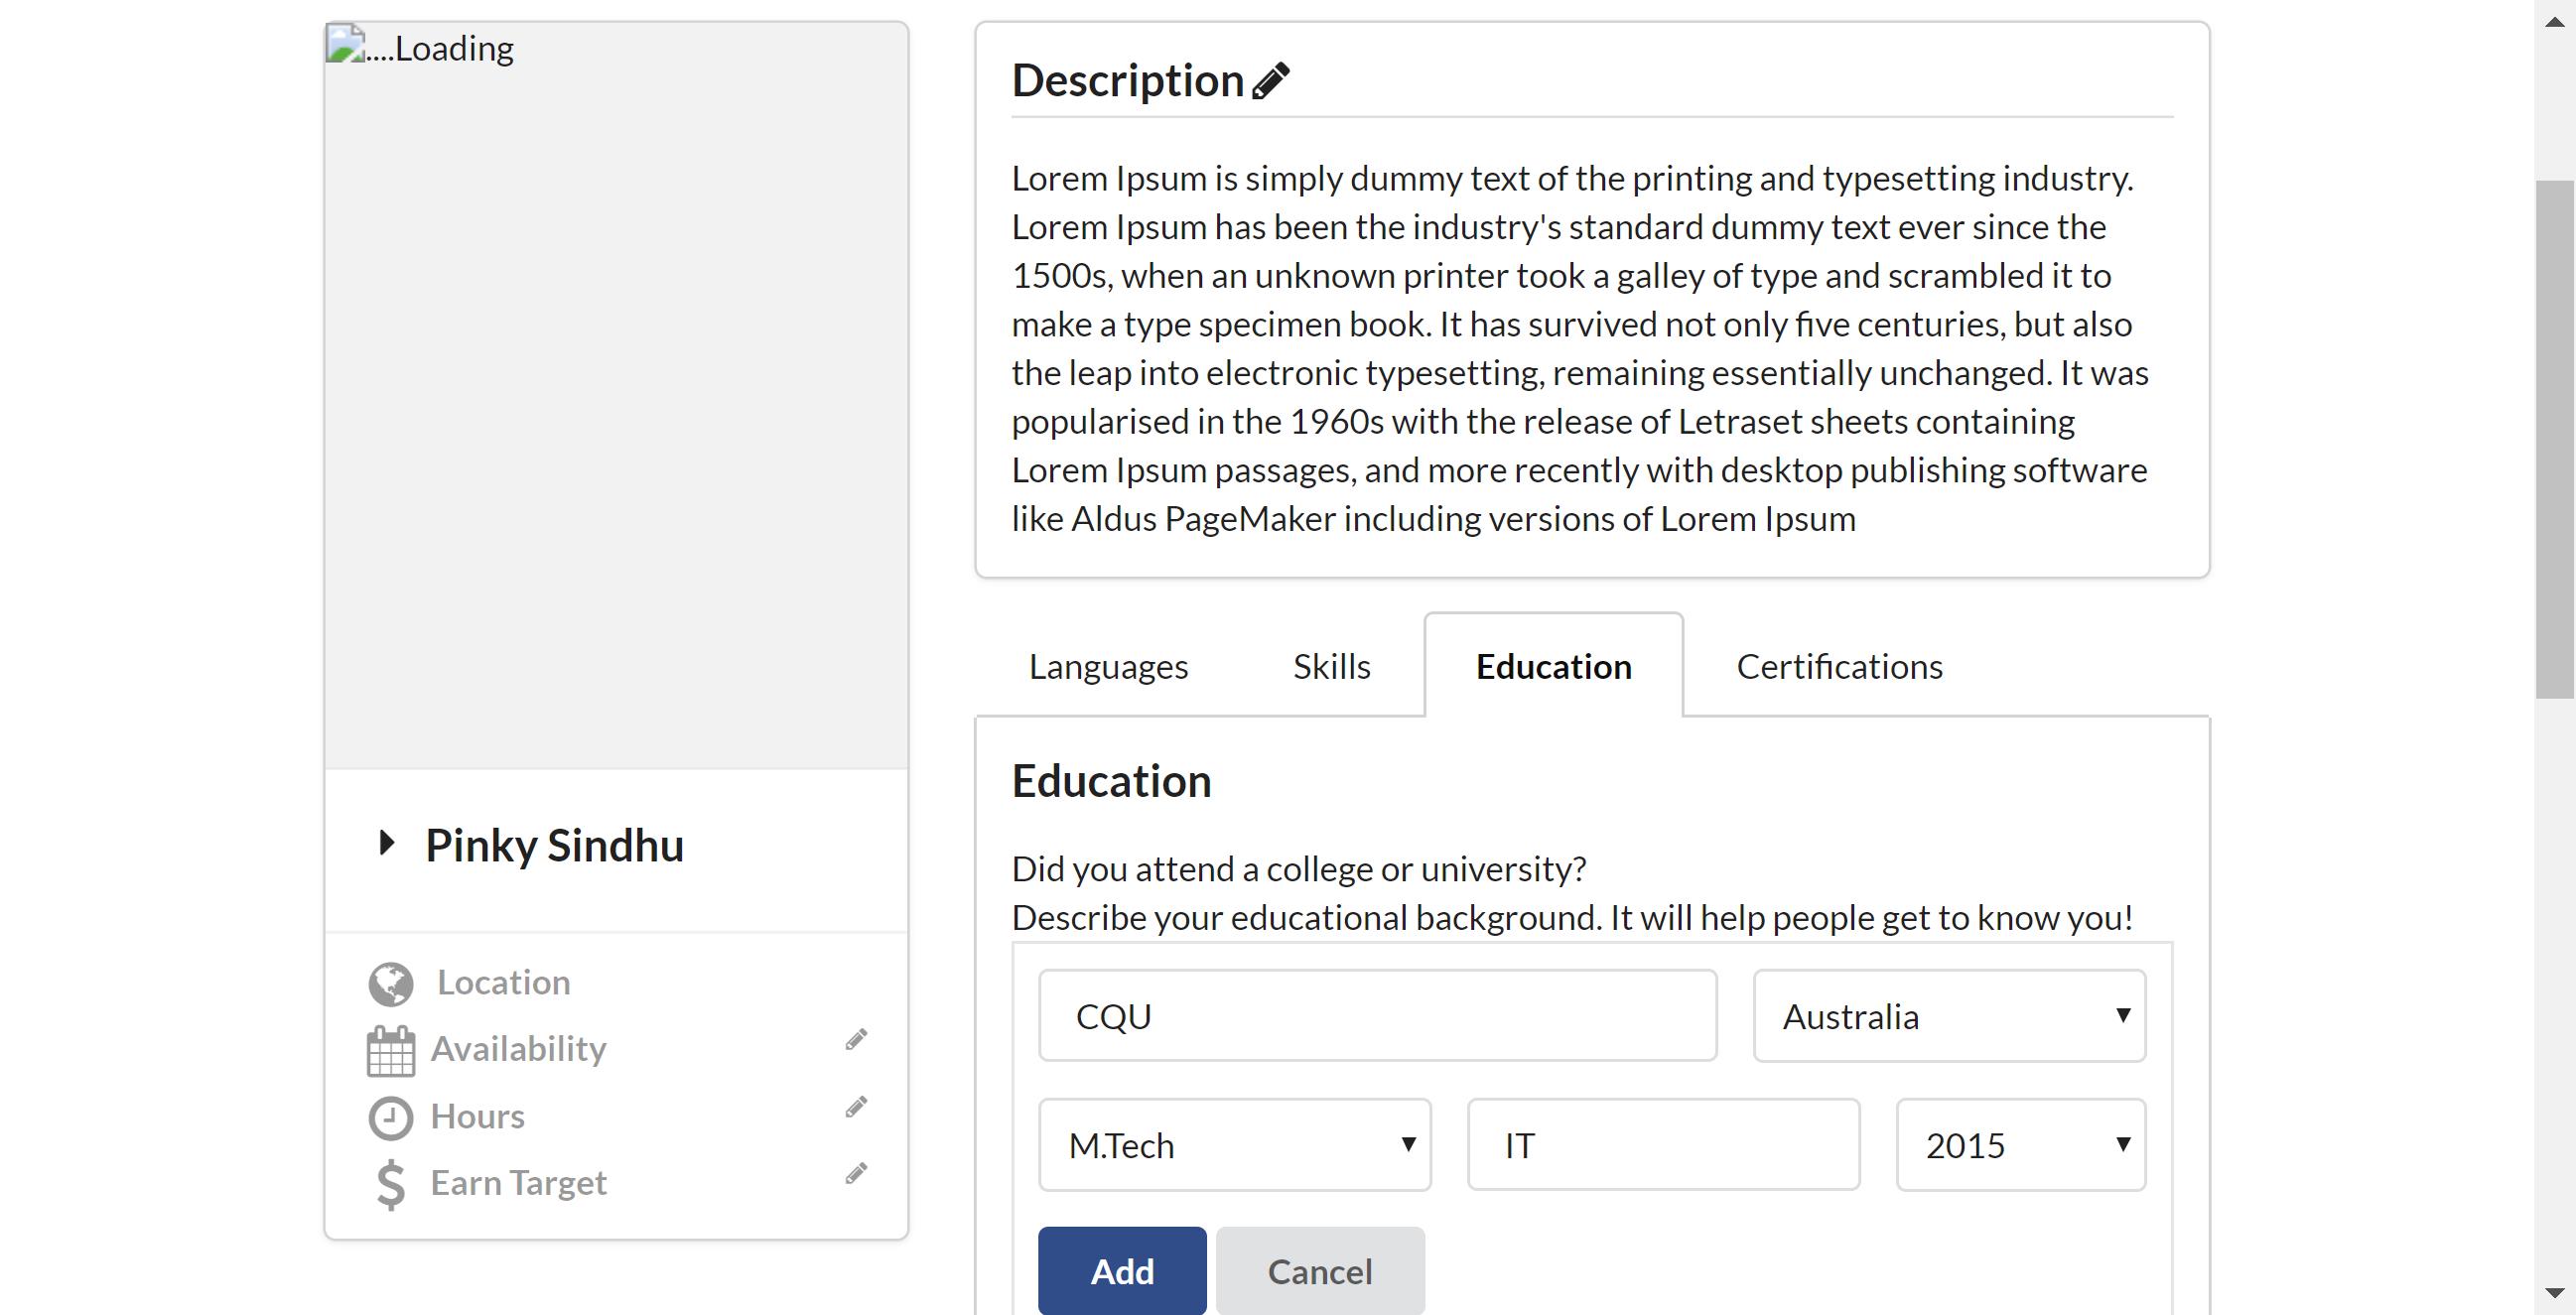 ....Loading
Pinky Sindhu
Location
Availability
Hours
Earn Target
Description
Lorem Ipsum is simply dummy text of the printing and typesetting industry.
Lorem Ipsum has been the industry's standard dummy text ever since the
1500s, when an unknown printer took a galley of type and scrambled it to
make a type specimen book. It has survived not only five centuries, but also
the leap into electronic typesetting, remaining essentially unchanged. It was
popularised in the 1960s with the release of Letraset sheets containing
Lorem Ipsum passages, and more recently with desktop publishing software
like Aldus PageMaker including versions of Lorem Ipsum
Languages Skills Education Certifications
Education
Did you attend a college or university?
Describe your educational background. It will help people get to know you!
CQU Australia
M.Tech IT 2015
Add Cancel